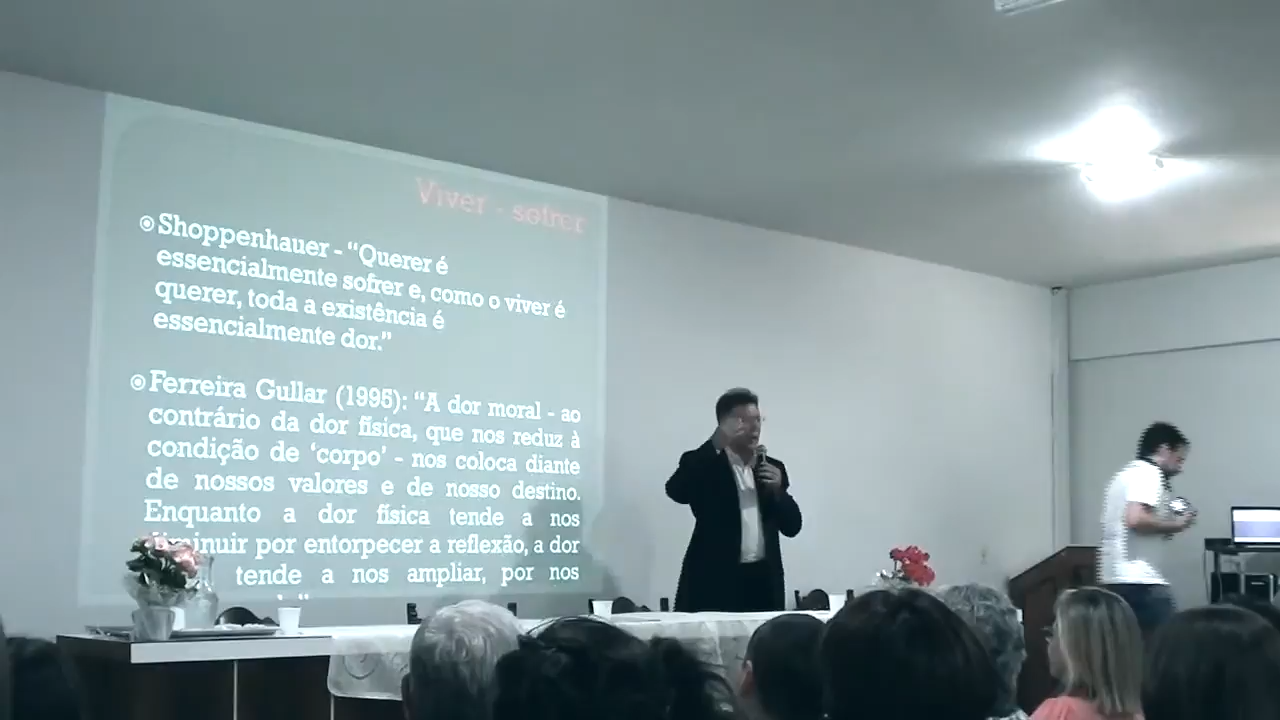 Viver - sofrer
Shoppenhauer - “Querer é
essencialmente sofrer e, como o viver é
querer, toda a existência é
essencialmente dor.”
Ferreira Gullar (1995): “A dor moral - ao
contrário da dor física, que nos reduz à
condição de ‘corpo’ - nos coloca diante
de nossos valores e de nosso destino.
Enquanto a dor física tende a nos
diminuir por entorpecer a reflexão, a dor
tende a nos ampliar, por nos